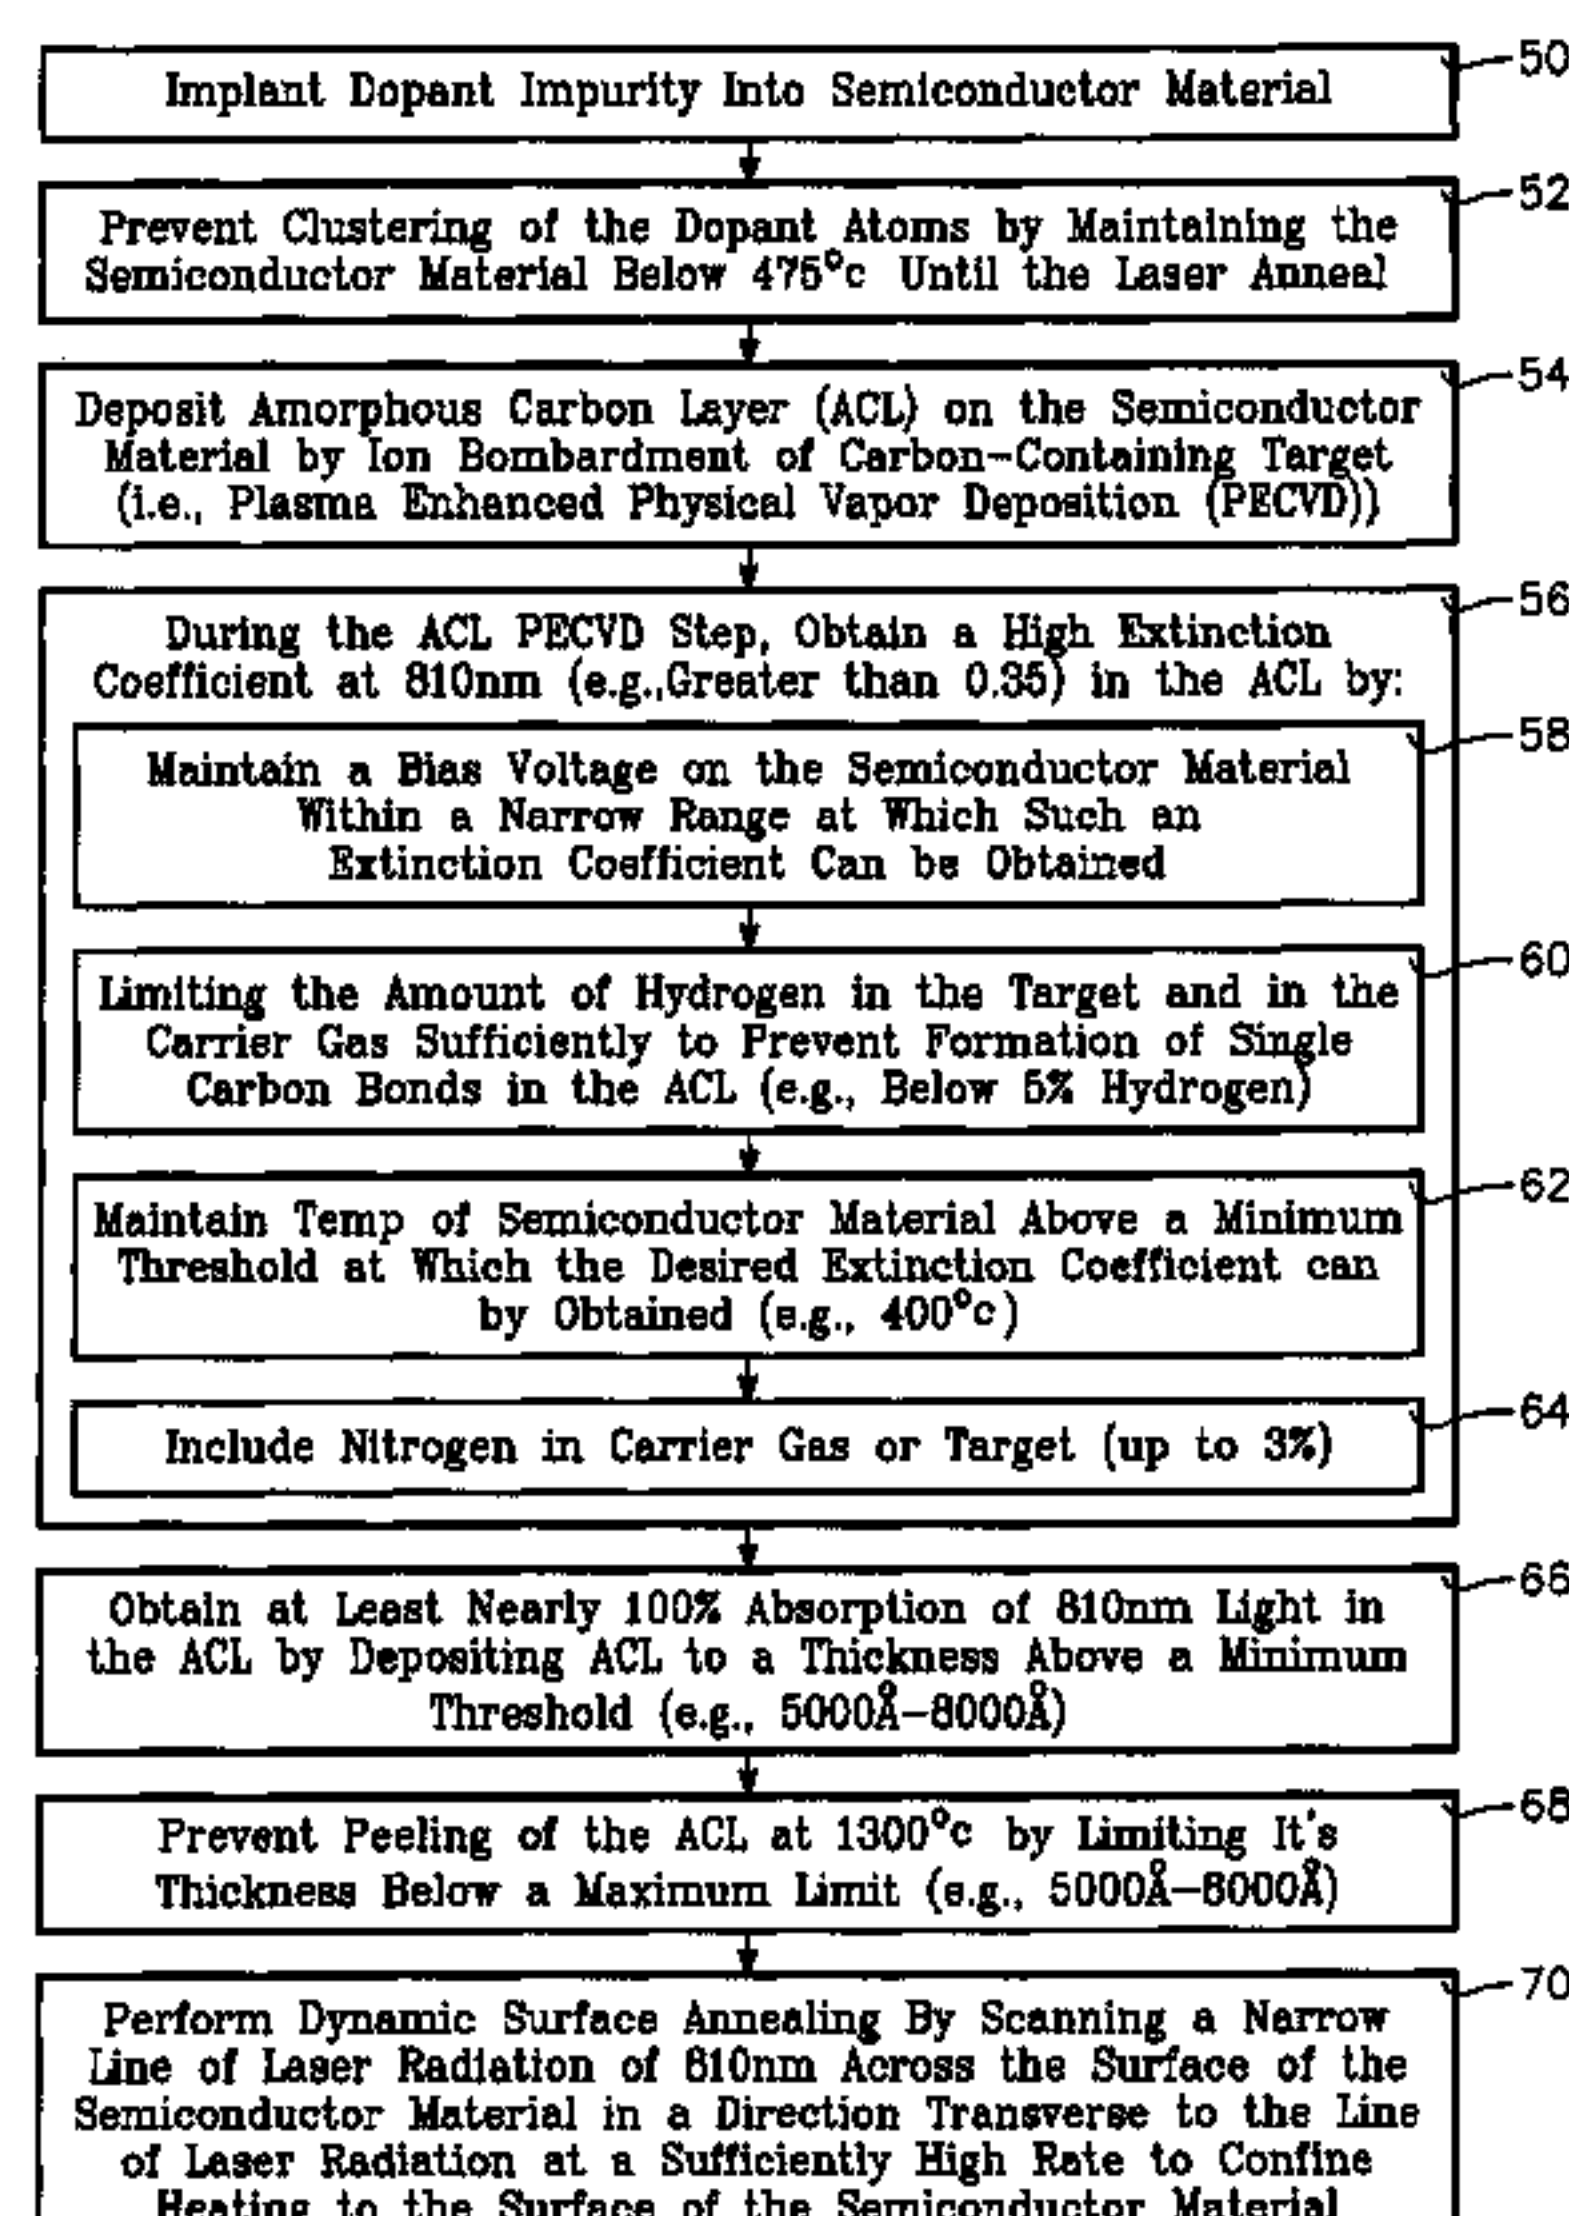 Implant Dopant Impurity Into Semiconductor Material
50
Prevent Clustering of the Dopant Atoms by Maintaining the
Semiconductor Material Below 475°c Until the Laser Anneal
52
Deposit Amorphous Carbon Layer (ACL) on the Semiconductor
Material by Ion Bombardment of Carbon-Containing Target
(i.e., Plasma Enhanced Physical Vapor Deposition (PECVD))
54
During the ACL PECVD Step, Obtain a High Extinction
Coefficient at 810nm (e.g.,Greater than 0.35) in the ACL by:
56
Maintain a Bias Voltage on the Semiconductor Material
Within a Narrow Range at Which Such an
Extinction Coefficient Can be Obtained
58
Limiting the Amount of Hydrogen in the Target and in the
Carrier Gas Sufficiently to Prevent Formation of Single
Carbon Bonds in the ACL (e.g., Below 5% Hydrogen)
60
Maintain Temp of Semiconductor Material Above a Minimum
Threshold at Which the Desired Extinction Coefficient can
by Obtained (e.g., 400°c)
62
Include Nitrogen in Carrier Gas or Target (up to 3%)
64
Obtain at Least Nearly 100% Absorption of 810nm Light in
the ACL by Depositing ACL to a Thickness Above a Minimum
Threshold (e.g., 5000Å-8000Å)
66
Prevent Peeling of the ACL at 1300°c by Limiting It's
Thickness Below a Maximum Limit (e.g., 5000Å-8000Å)
68
Perform Dynamic Surface Annealing By Scanning a Narrow
Line of Laser Radiation of 810nm Across the Surface of the
Semiconductor Material in a Direction Transverse to the Line
of Laser Radiation at a Sufficiently High Rate to Confine
Heating to the Surface of the Semiconductor Material
70